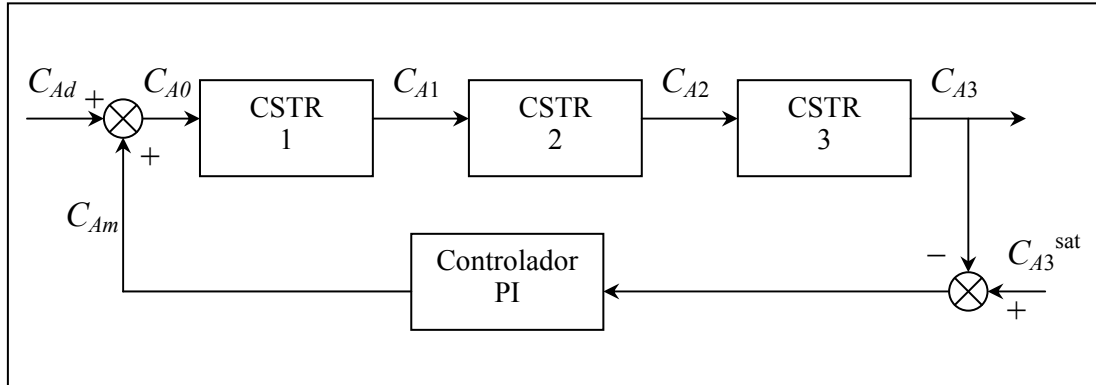 C_Ad + C_A0 CSTR 1 C_A1 CSTR 2 C_A2 CSTR 3 C_A3
+
C_Am Controlador PI − C_A3^sat
+